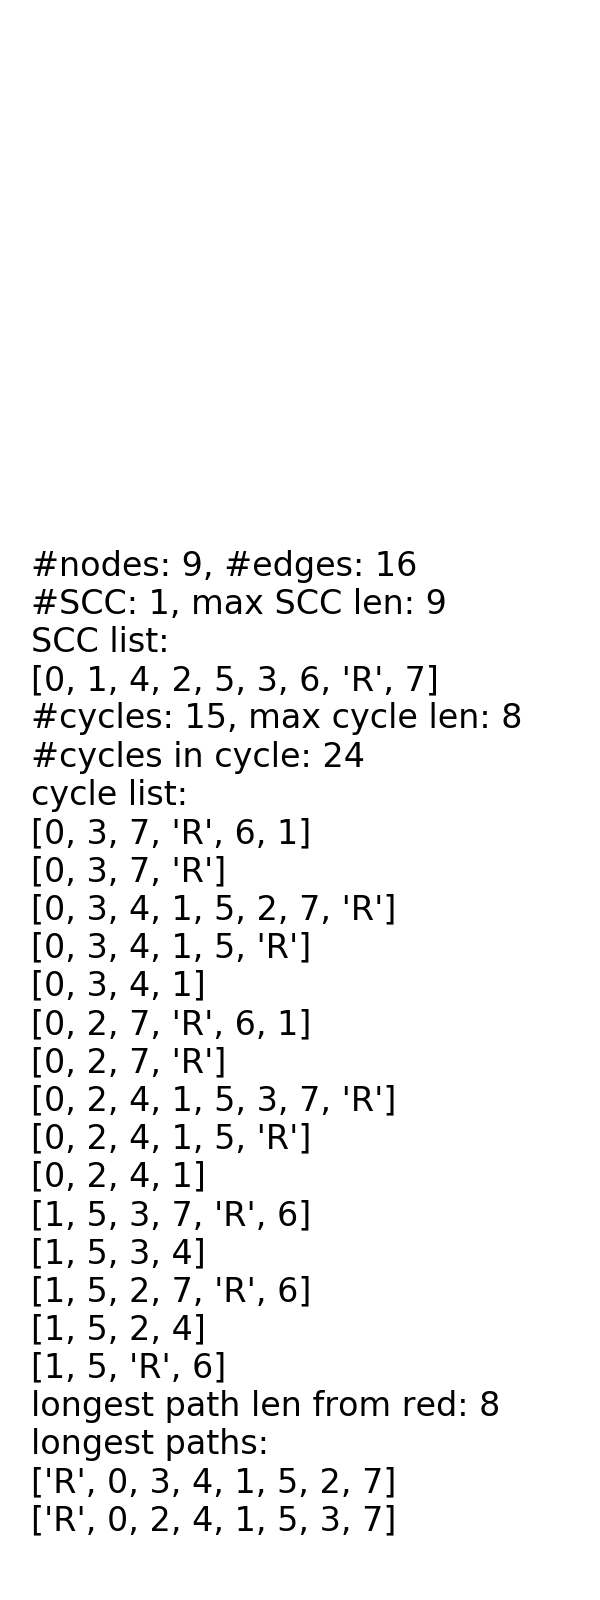 #nodes: 9, #edges: 16
#SCC: 1, max SCC len: 9
SCC list:
[0, 1, 4, 2, 5, 3, 6, 'R', 7]
#cycles: 15, max cycle len: 8
#cycles in cycle: 24
cycle list:
[0, 3, 7, 'R', 6, 1]
[0, 3, 7, 'R']
[0, 3, 4, 1, 5, 2, 7, 'R']
[0, 3, 4, 1, 5, 'R']
[0, 3, 4, 1]
[0, 2, 7, 'R', 6, 1]
[0, 2, 7, 'R']
[0, 2, 4, 1, 5, 3, 7, 'R']
[0, 2, 4, 1, 5, 'R']
[0, 2, 4, 1]
[1, 5, 3, 7, 'R', 6]
[1, 5, 3, 4]
[1, 5, 2, 7, 'R', 6]
[1, 5, 2, 4]
[1, 5, 'R', 6]
longest path len from red: 8
longest paths:
['R', 0, 3, 4, 1, 5, 2, 7]
['R', 0, 2, 4, 1, 5, 3, 7]